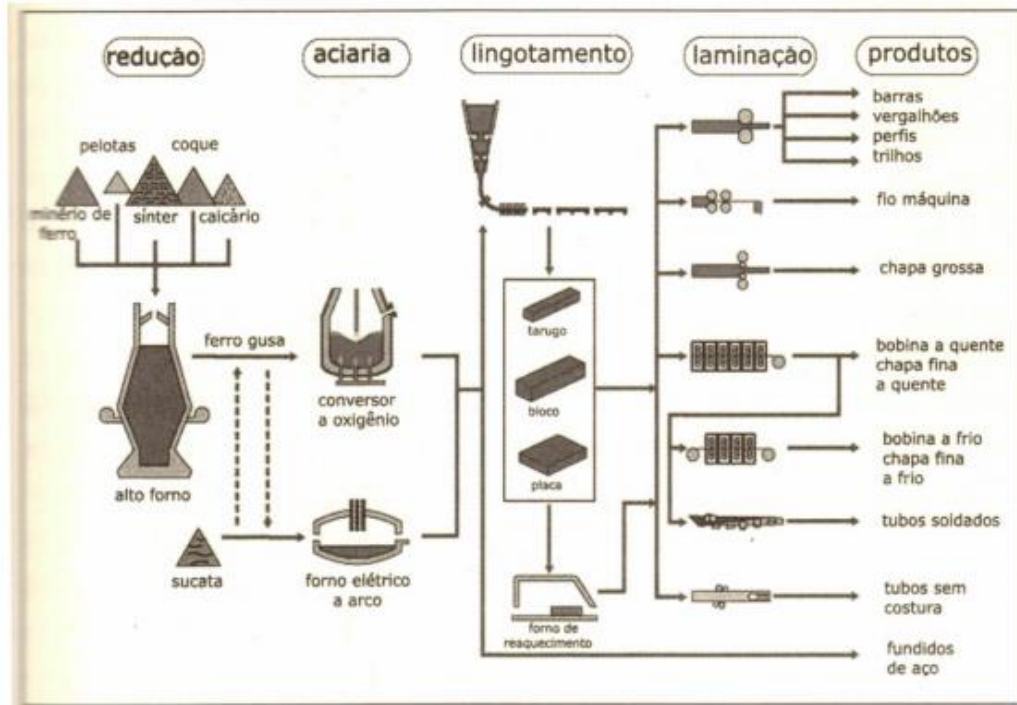 redução
aciaria
lingotamento
laminação
produtos
pelotas
coque
minério de
ferro
sínter
calcário
alto forno
ferro gusa
sucata
conversor
a oxigênio
forno elétrico
a arco
tarugo
bloco
placa
forno de
reaquecimento
barras
vergalhões
perfis
trilhos
fio máquina
chapa grossa
bobina a quente
chapa fina
a quente
bobina a frio
chapa fina
a frio
tubos soldados
tubos sem
costura
fundidos
de aço